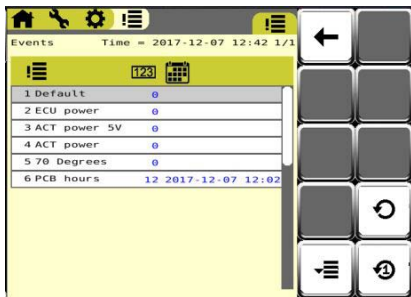 Events Time = 2017-12-07 12:42 1/1
123
1 Default 0
2 ECU power 0
3 ACT power 5V 0
4 ACT power 0
5 70 Degrees 0
6 PCB hours 12 2017-12-07 12:02
1